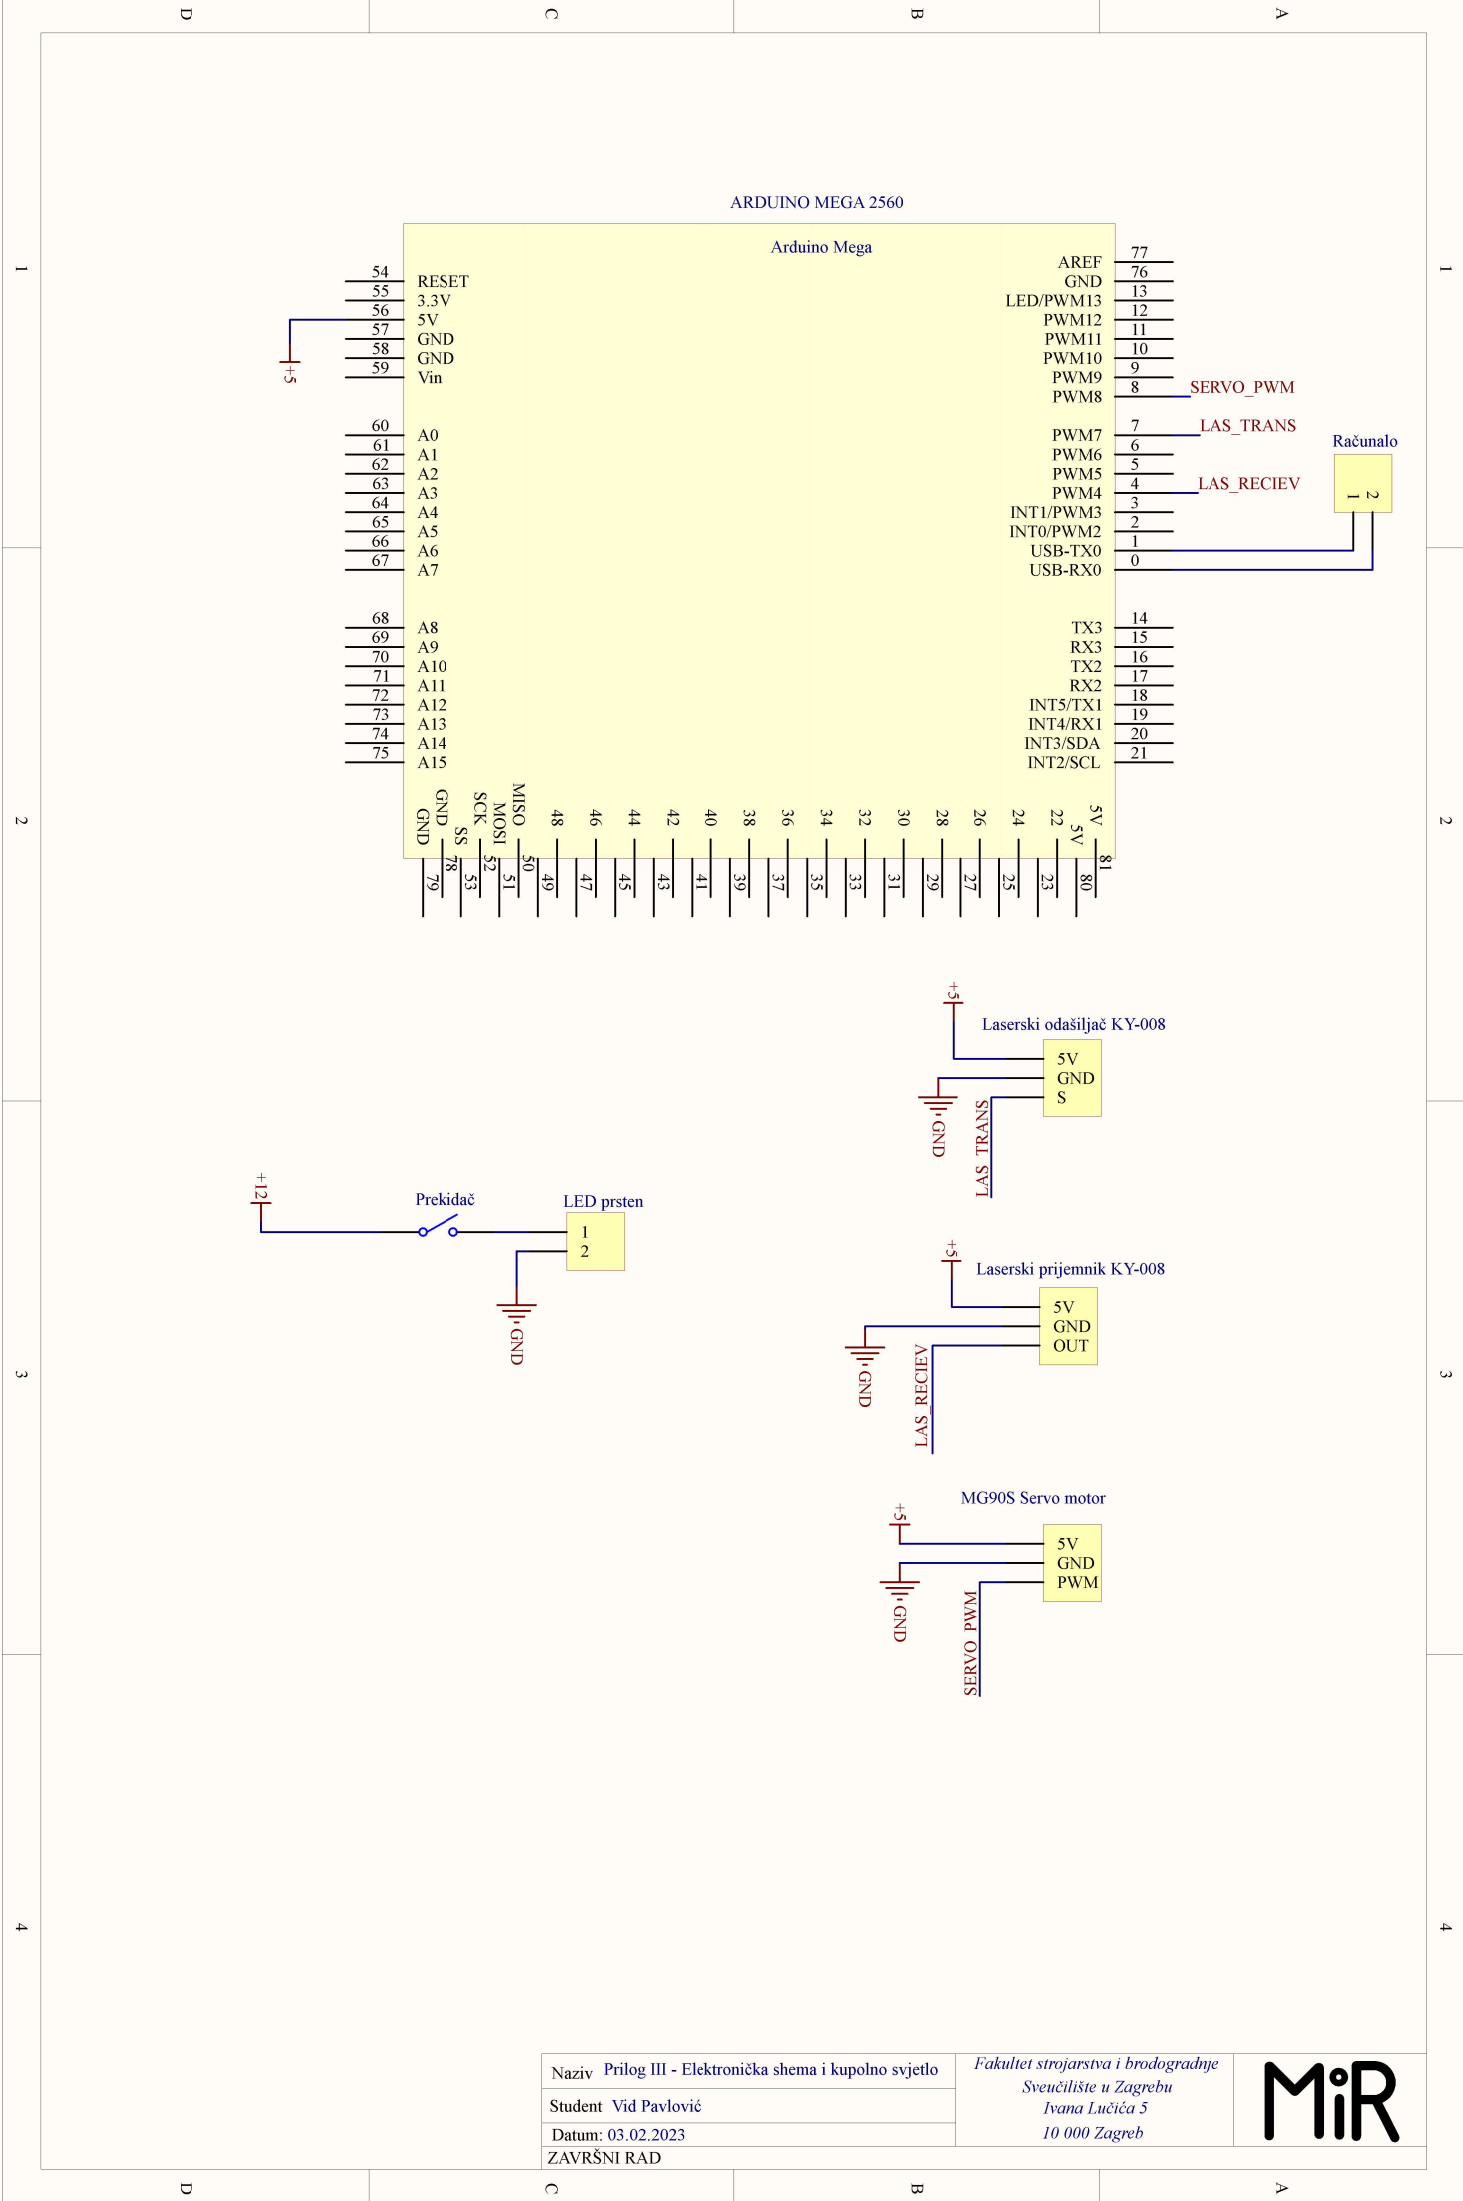 D C B A
ARDUINO MEGA 2560
Arduino Mega
1 1
54 RESET
55 3.3V
56 5V
57 GND
58 GND
59 Vin
+5
60 A0
61 A1
62 A2
63 A3
64 A4
65 A5
66 A6
67 A7
68 A8
69 A9
70 A10
71 A11
72 A12
73 A13
74 A14
75 A15
AREF 77
GND 76
LED/PWM13 13
PWM12 12
PWM11 11
PWM10 10
PWM9 9
PWM8 8 SERVO_PWM
PWM7 7 LAS_TRANS
PWM6 6
PWM5 5
PWM4 4 LAS_RECIEV
INT1/PWM3 3
INT0/PWM2 2
USB-TX0 1
USB-RX0 0
Računalo
1 2
TX3 14
RX3 15
TX2 16
RX2 17
INT5/TX1 18
INT4/RX1 19
INT3/SDA 20
INT2/SCL 21
2 2
GND GND SS SCK MOSI MISO 48 46 44 42 40 38 36 34 32 30 28 26 24 22 5V 5V
79 78 53 52 51 50 49 47 45 43 41 39 37 35 33 31 29 27 25 23 80 81
+5
Laserski odašiljač KY-008
5V
GND
S
GND
LAS_TRANS
+12
Prekidač
LED prsten
1
2
GND
+5
Laserski prijemnik KY-008
5V
GND
OUT
GND
LAS_RECIEV
3 3
MG90S Servo motor
+5
5V
GND
PWM
GND
SERVO_PWM
4 4
Naziv Prilog III - Elektronička shema i kupolno svjetlo
Student Vid Pavlović
Datum: 03.02.2023
ZAVRŠNI RAD
Fakultet strojarstva i brodogradnje
Sveučilište u Zagrebu
Ivana Lučića 5
10 000 Zagreb
MiR
D C B A